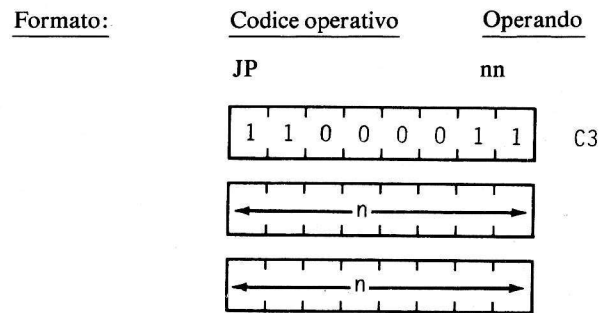 Formato: Codice operativo Operando
JP nn
1 1 0 0 0 0 1 1 C3
n
n